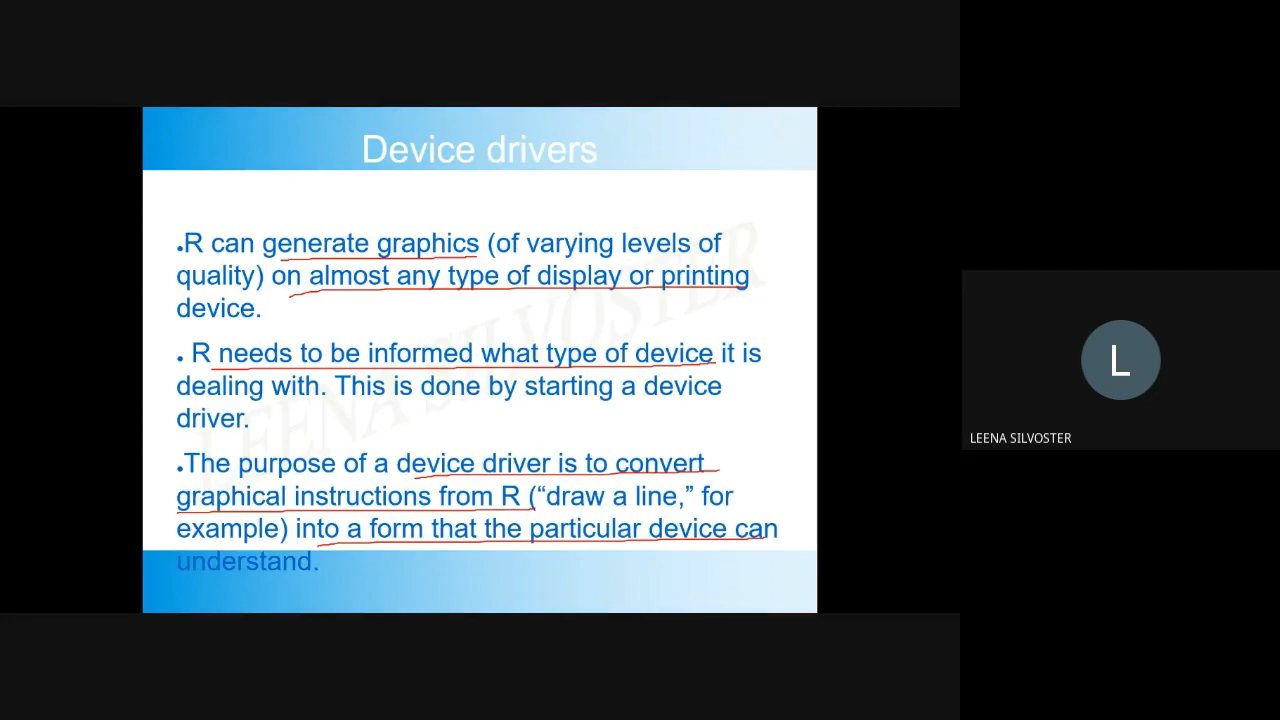 Device drivers
•R can generate graphics (of varying levels of
quality) on almost any type of display or printing
device.
• R needs to be informed what type of device it is
dealing with. This is done by starting a device
driver.
•The purpose of a device driver is to convert
graphical instructions from R (“draw a line,” for
example) into a form that the particular device can
understand.
LEENA SILVOSTER
L
LEENA SILVOSTER